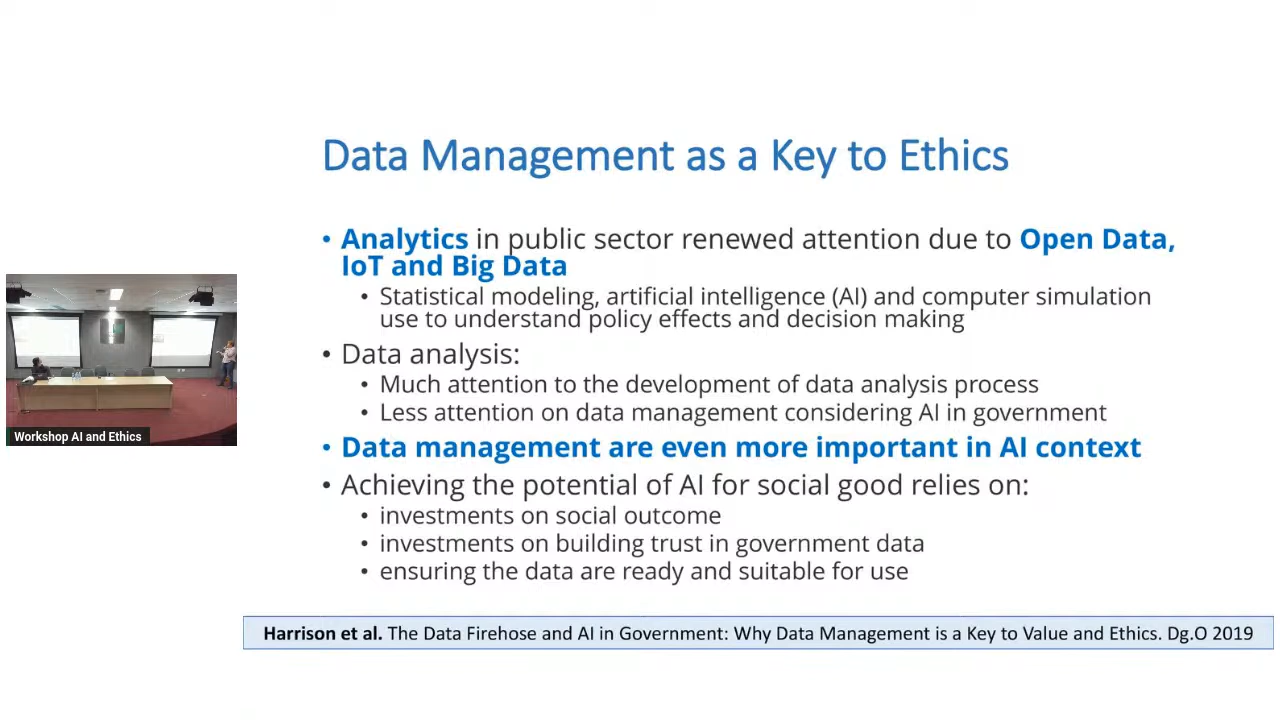 Data Management as a Key to Ethics
• Analytics in public sector renewed attention due to Open Data,
IoT and Big Data
• Statistical modeling, artificial intelligence (AI) and computer simulation
use to understand policy effects and decision making
• Data analysis:
• Much attention to the development of data analysis process
• Less attention on data management considering AI in government
• Data management are even more important in AI context
• Achieving the potential of AI for social good relies on:
• investments on social outcome
• investments on building trust in government data
• ensuring the data are ready and suitable for use
Workshop AI and Ethics
Harrison et al. The Data Firehose and AI in Government: Why Data Management is a Key to Value and Ethics. Dg.O 2019